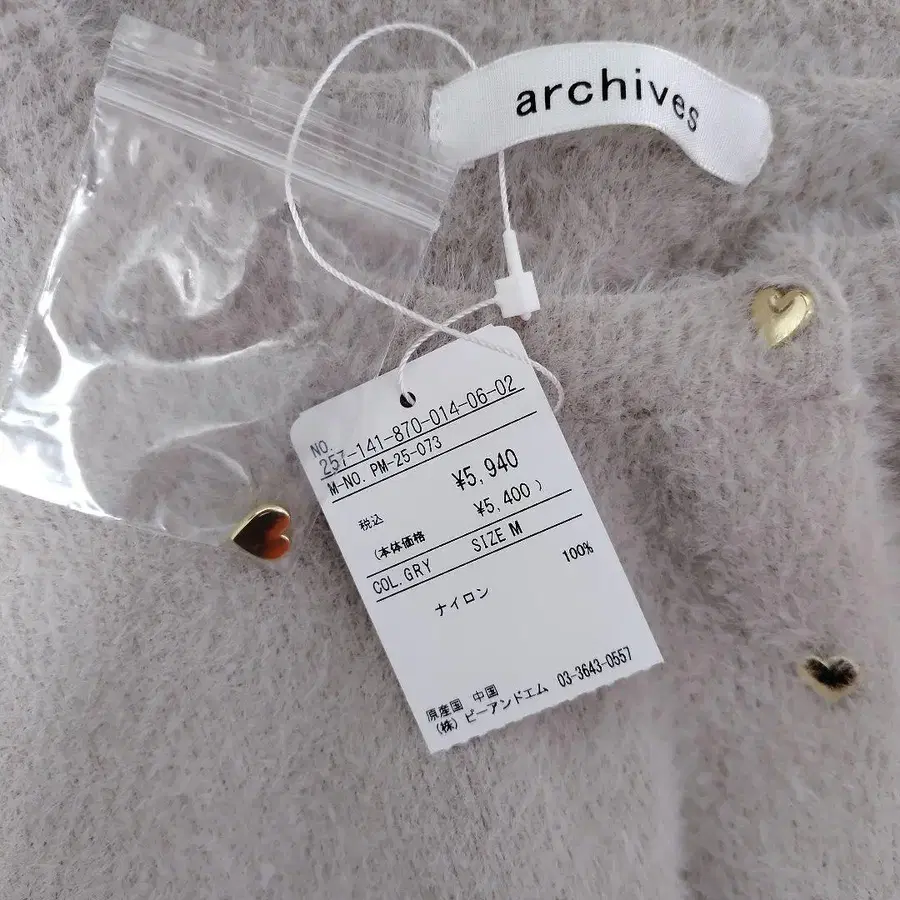 archives
NO.
257-141-870-014-06-02
M-NO. PM-25-073
¥5,940
税込
¥5,400 )
(本体価格
COL.GRY SIZE M
100%
ナイロン
原産国 中国
(株) ビーアンドエム 03-3643-0557